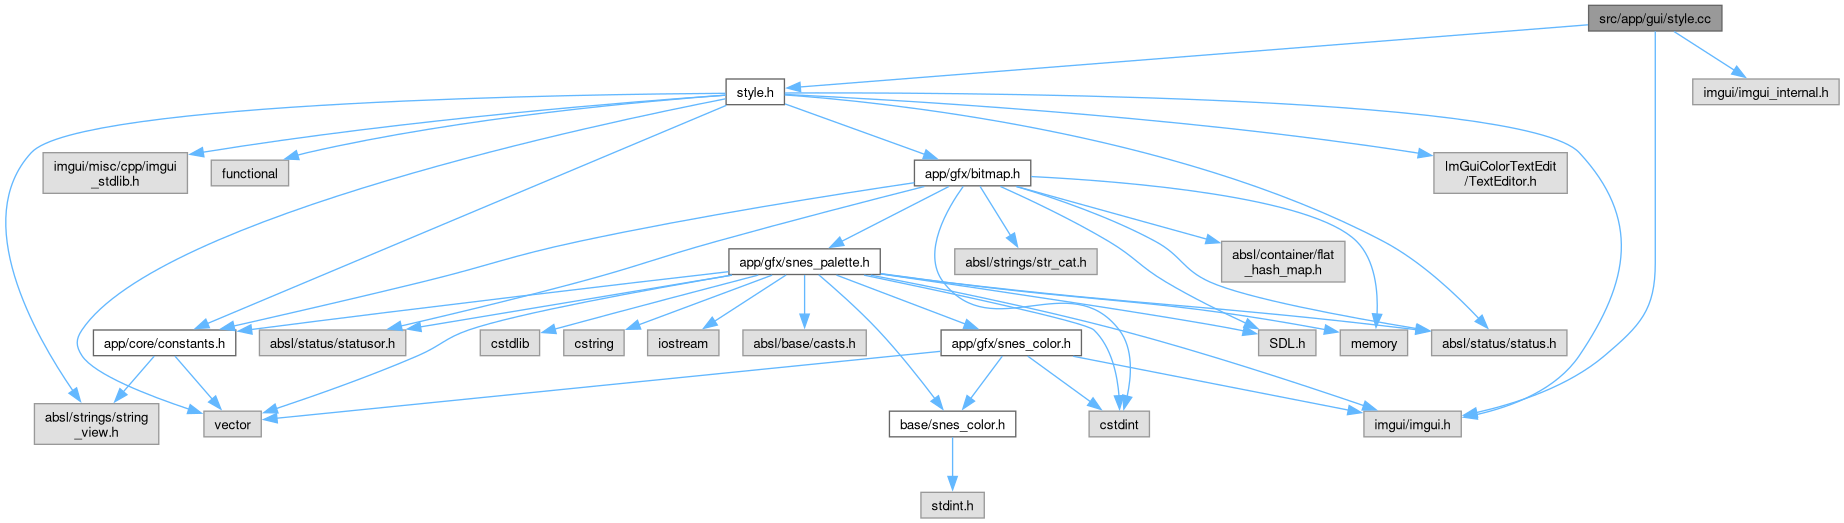 src/app/gui/style.cc
style.h
imgui/imgui_internal.h
imgui/misc/cpp/imgui
_stdlib.h
functional
app/gfx/bitmap.h
ImGuiColorTextEdit
/TextEditor.h
app/gfx/snes_palette.h
absl/strings/str_cat.h
absl/container/flat
_hash_map.h
app/core/constants.h
absl/status/statusor.h
cstdlib
cstring
iostream
absl/base/casts.h
app/gfx/snes_color.h
SDL.h
memory
absl/status/status.h
absl/strings/string
_view.h
vector
base/snes_color.h
cstdint
imgui/imgui.h
stdint.h